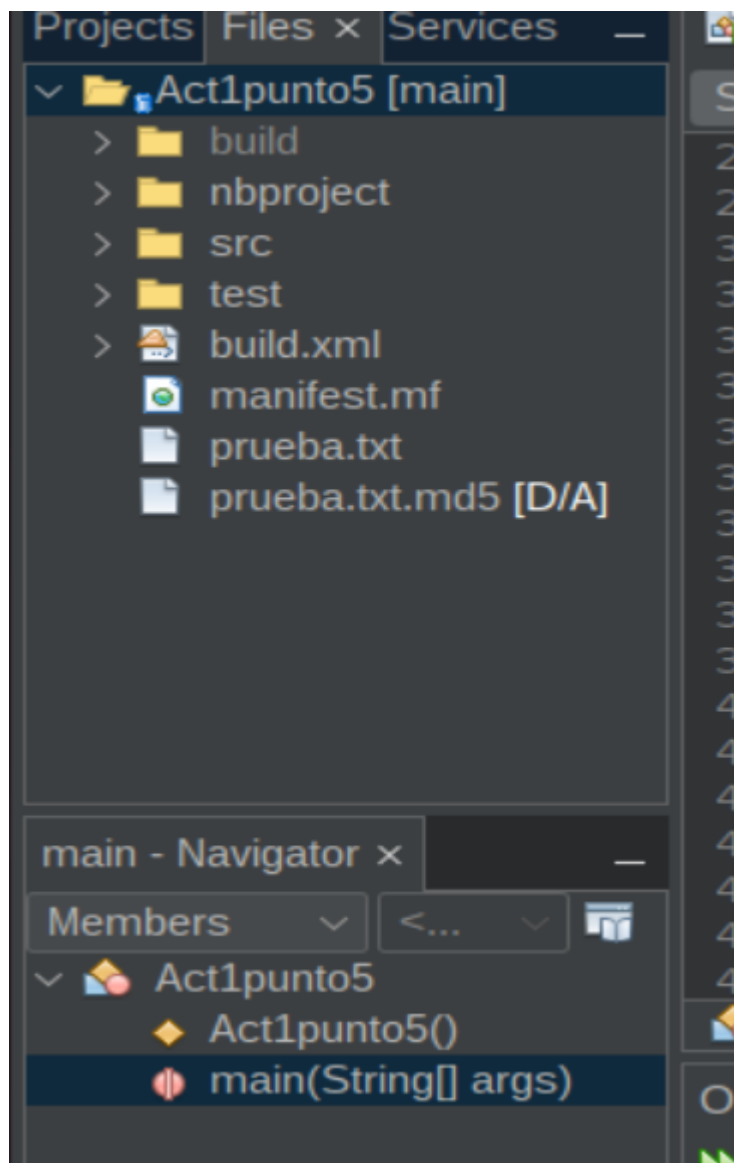 Projects Files × Services
Act1punto5 [main]
build
nbproject
src
test
build.xml
manifest.mf
prueba.txt
prueba.txt.md5 [D/A]
main - Navigator ×
Members <...
Act1punto5
Act1punto5()
main(String[] args)